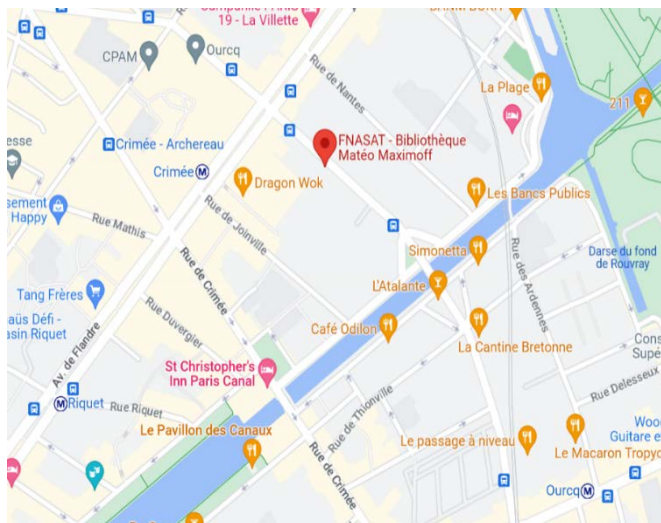 19 - La Villette
CPAM
Ourcq
Rue de Nantes
La Plage
211
FNASAT - Bibliothèque
Matéo Maximoff
Crimée - Archereau
Crimée
Dragon Wok
Les Bancs Publics
Happy
Rue Mathis
Rue de Joinville
Simonetta
Rue des Ardennes
Darse du fond
de Rouvray
Tang Frères
Rue de Crimée
L'Atalante
Café Odilon
La Cantine Bretonne
Rue Duvergier
Av. de Flandre
St Christopher's
Inn Paris Canal
Riquet
Rue Riquet
Rue de Thionville
Rue Delesseux
Le Pavillon des Canaux
Rue de Crimée
Le passage à niveau
Guitare e
Le Macaron Tropyc
Ourcq